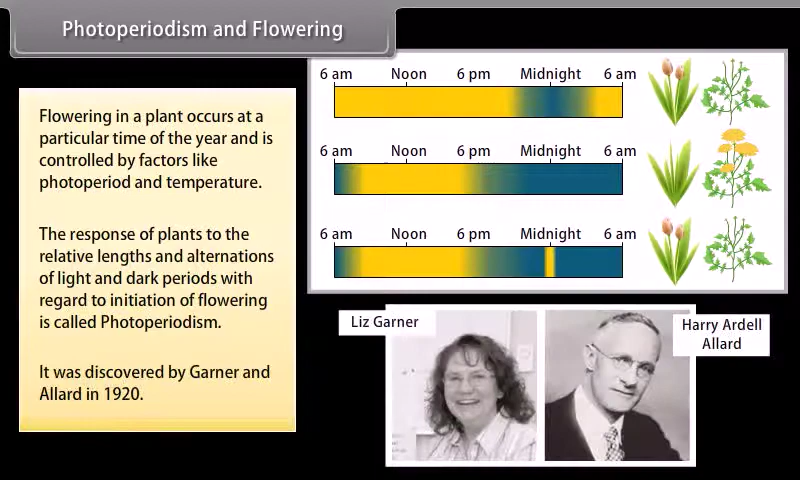 Photoperiodism and Flowering
Flowering in a plant occurs at a
particular time of the year and is
controlled by factors like
photoperiod and temperature.
The response of plants to the
relative lengths and alternations
of light and dark periods with
regard to initiation of flowering
is called Photoperiodism.
It was discovered by Garner and
Allard in 1920.
6 am Noon 6 pm Midnight 6 am
6 am Noon 6 pm Midnight 6 am
6 am Noon 6 pm Midnight 6 am
Liz Garner
Harry Ardell
Allard